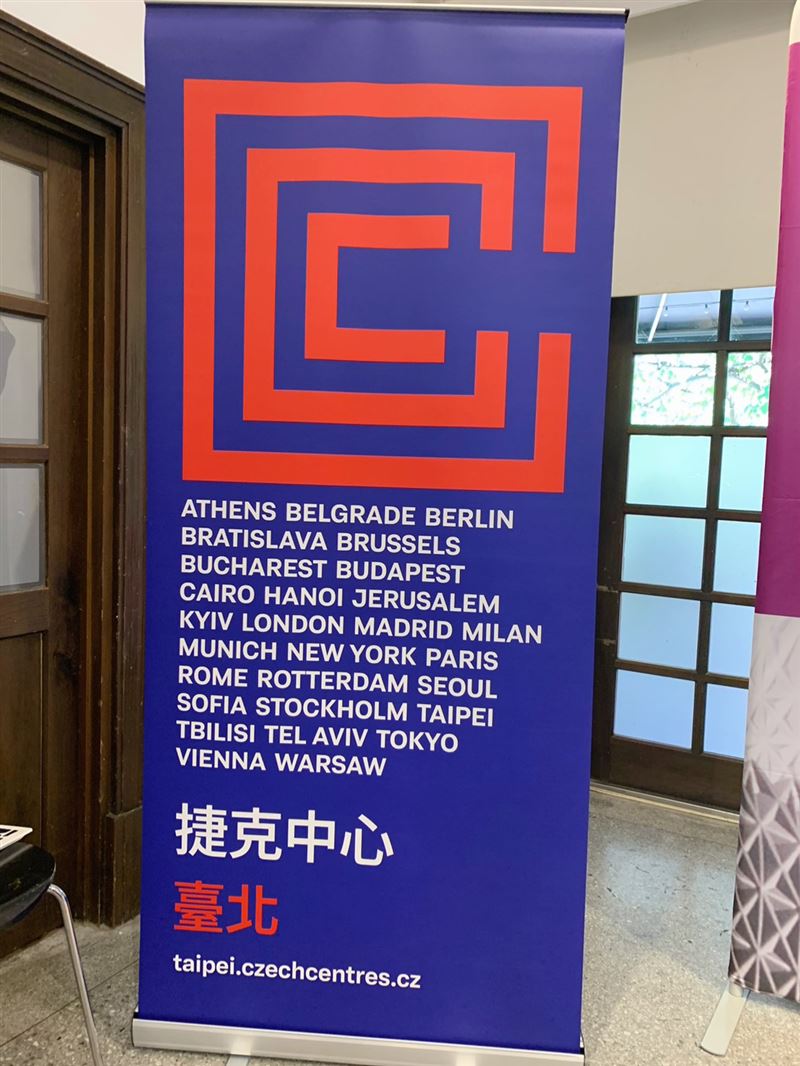 ATHENS BELGRADE BERLIN
BRATISLAVA BRUSSELS
BUCHAREST BUDAPEST
CAIRO HANOI JERUSALEM
KYIV LONDON MADRID MILAN
MUNICH NEW YORK PARIS
ROME ROTTERDAM SEOUL
SOFIA STOCKHOLM TAIPEI
TBILISI TEL AVIV TOKYO
VIENNA WARSAW
捷克中心
臺北
taipei.czechcentres.cz